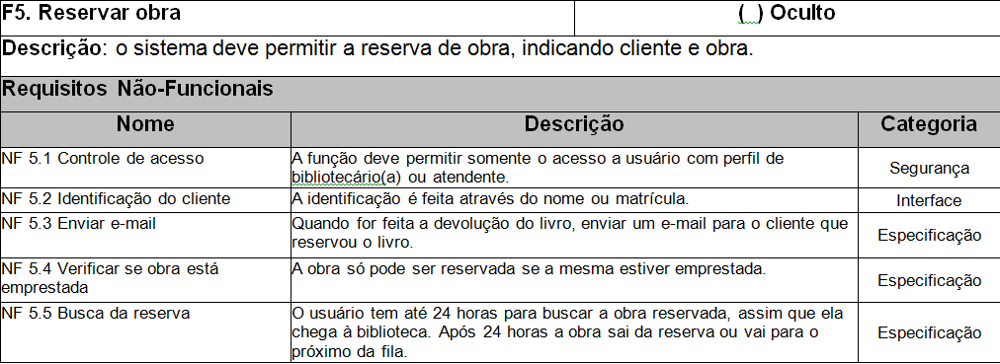 F5. Reservar obra
( ) Oculto
Descrição: o sistema deve permitir a reserva de obra, indicando cliente e obra.
Requisitos Não-Funcionais
Nome
Descrição
Categoria
NF 5.1 Controle de acesso
A função deve permitir somente o acesso a usuário com perfil de
bibliotecário(a) ou atendente.
Segurança
NF 5.2 Identificação do cliente
A identificação é feita através do nome ou matrícula.
Interface
NF 5.3 Enviar e-mail
Quando for feita a devolução do livro, enviar um e-mail para o cliente que
reservou o livro.
Especificação
NF 5.4 Verificar se obra está
emprestada
A obra só pode ser reservada se a mesma estiver emprestada.
Especificação
NF 5.5 Busca da reserva
O usuário tem até 24 horas para buscar a obra reservada, assim que ela
chega à biblioteca. Após 24 horas a obra sai da reserva ou vai para o
próximo da fila.
Especificação